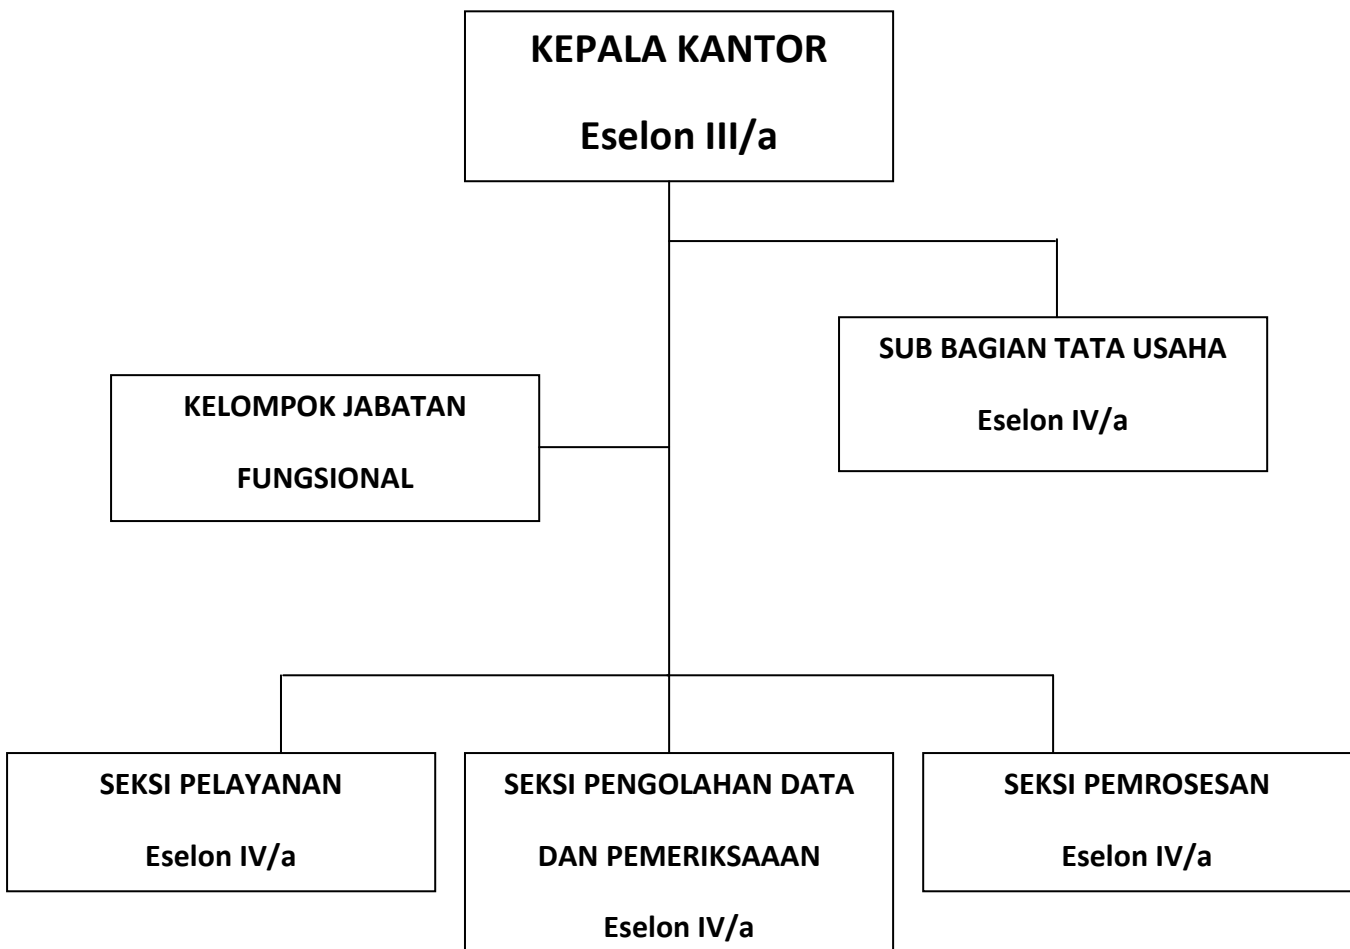 KEPALA KANTOR
Eselon III/a
SUB BAGIAN TATA USAHA
Eselon IV/a
KELOMPOK JABATAN
FUNGSIONAL
SEKSI PELAYANAN
Eselon IV/a
SEKSI PENGOLAHAN DATA
DAN PEMERIKSAAAN
Eselon IV/a
SEKSI PEMROSESAN
Eselon IV/a